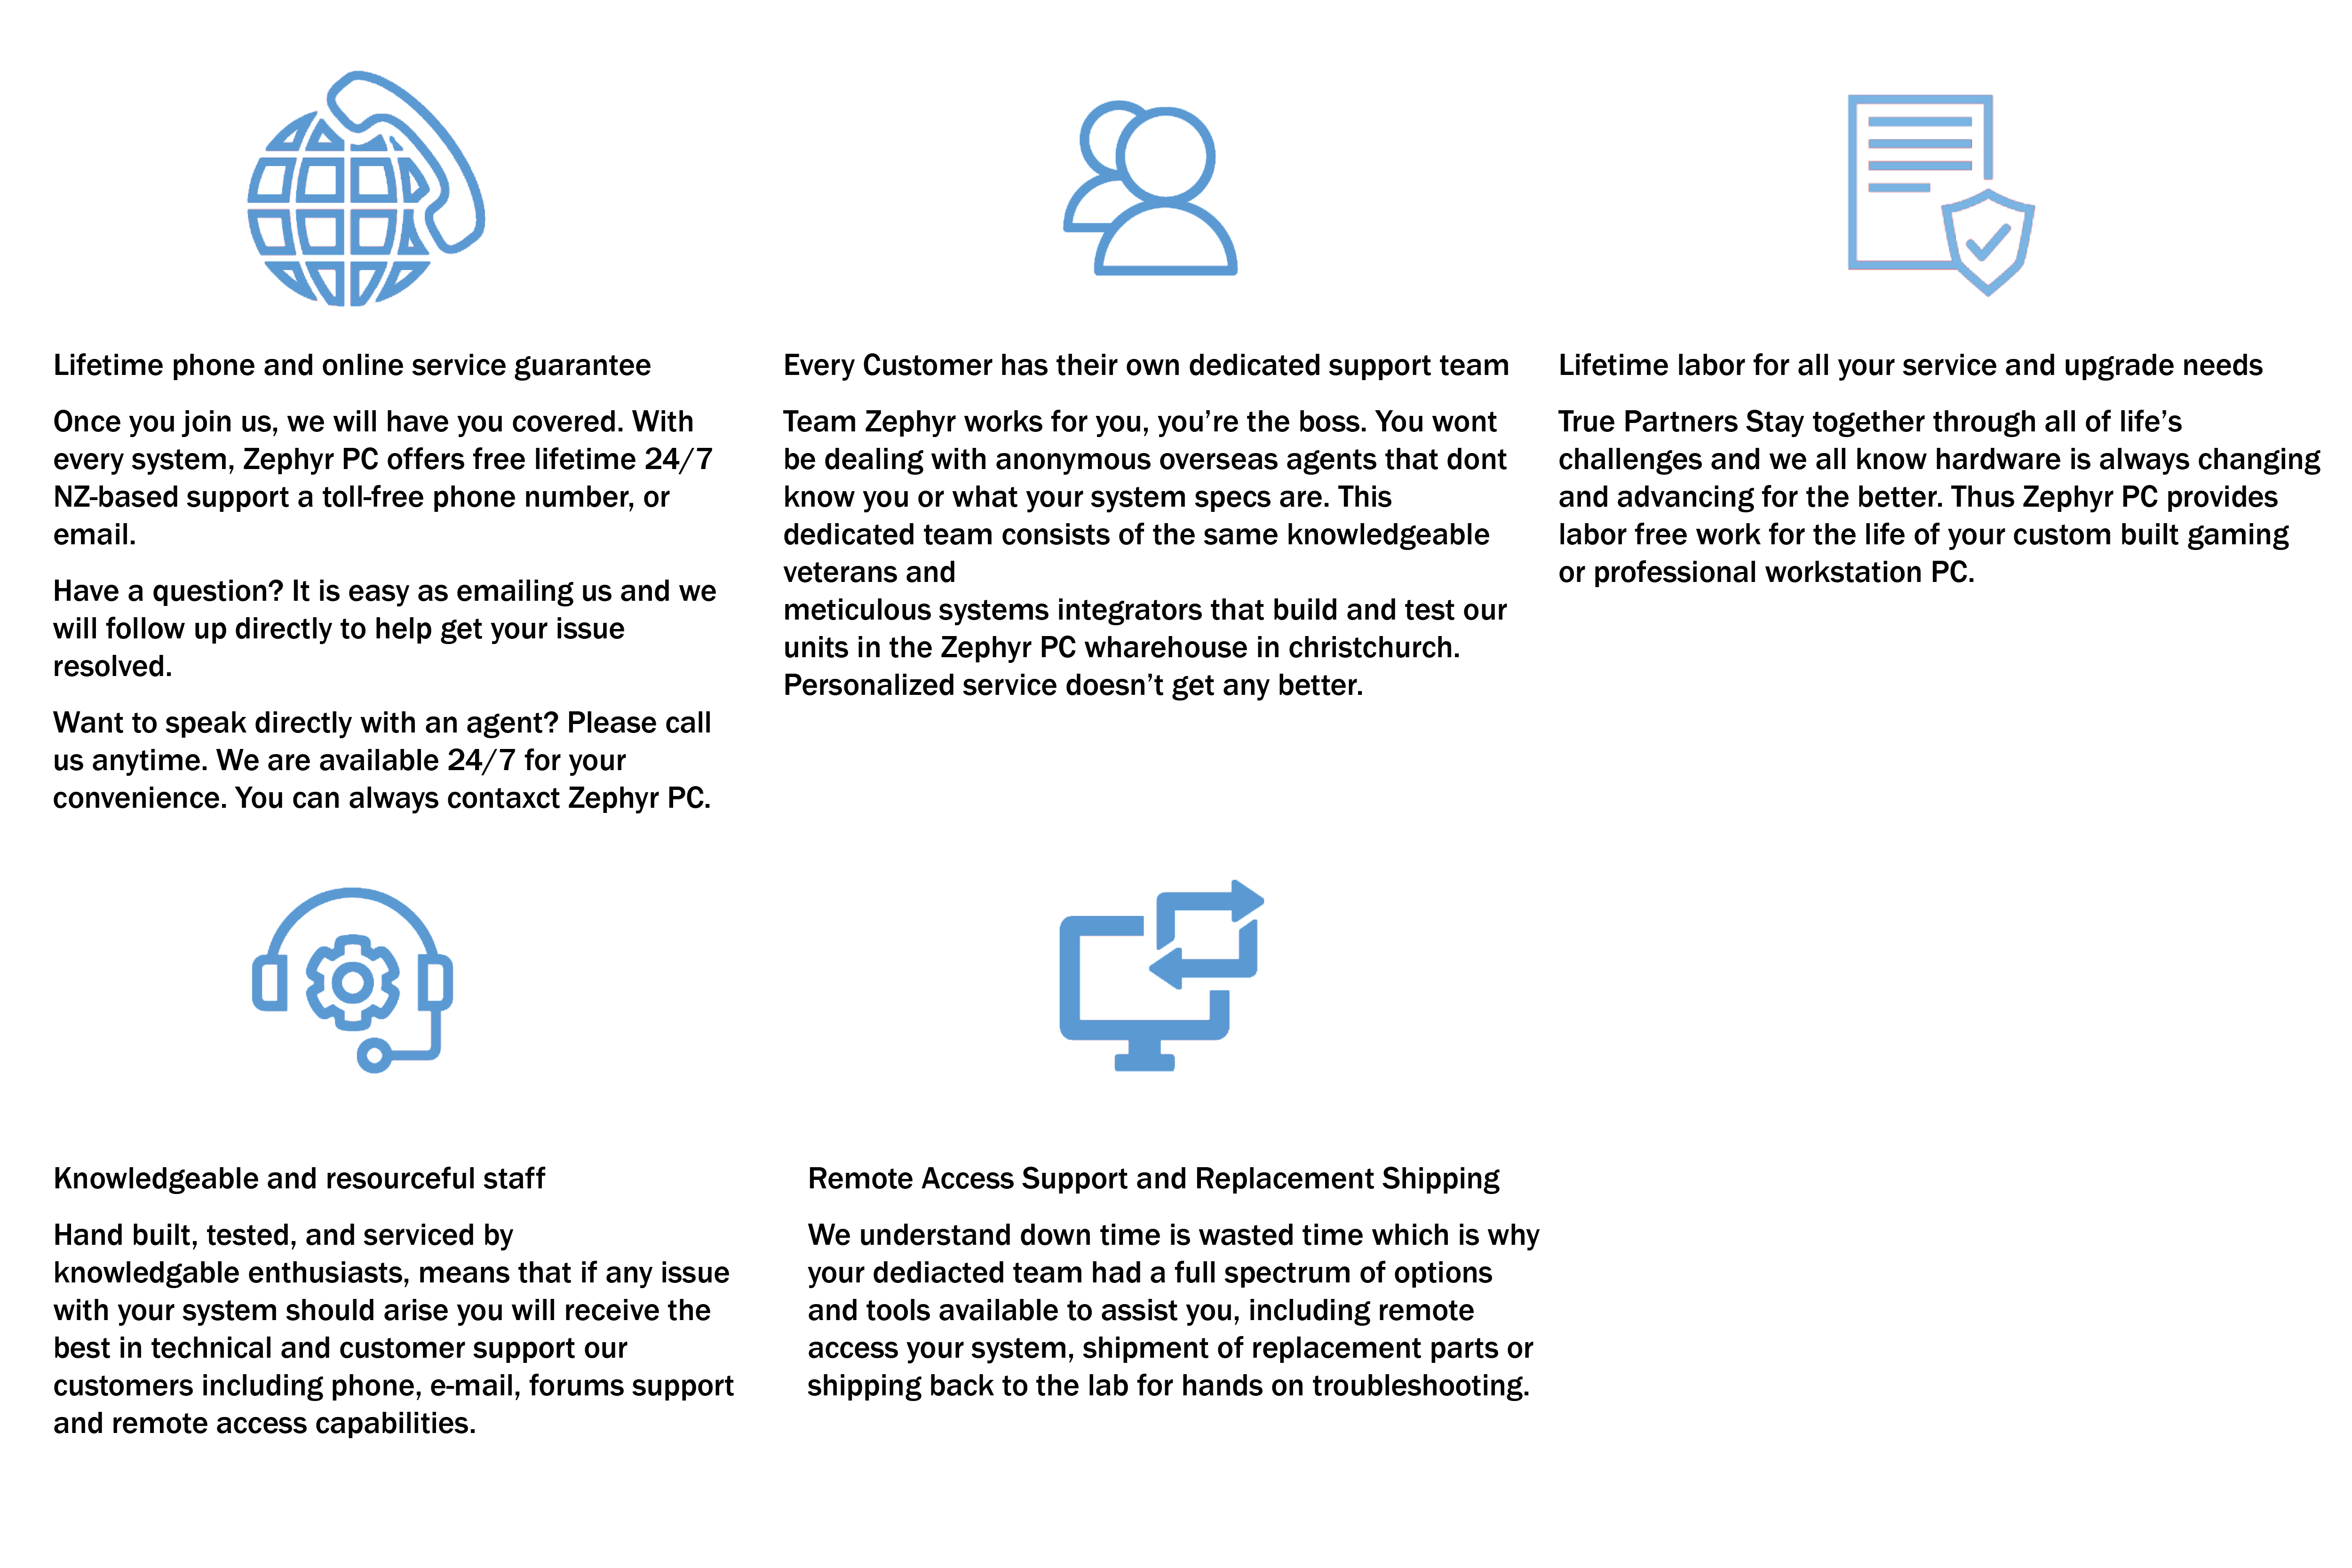 Lifetime phone and online service guarantee
Once you join us, we will have you covered. With
every system, Zephyr PC offers free lifetime 24/7
NZ-based support a toll-free phone number, or
email.
Have a question? It is easy as emailing us and we
will follow up directly to help get your issue
resolved.
Want to speak directly with an agent? Please call
us anytime. We are available 24/7 for your
convenience. You can always contaxct Zephyr PC.
Every Customer has their own dedicated support team
Team Zephyr works for you, you’re the boss. You wont
be dealing with anonymous overseas agents that dont
know you or what your system specs are. This
dedicated team consists of the same knowledgeable
veterans and
meticulous systems integrators that build and test our
units in the Zephyr PC wharehouse in christchurch.
Personalized service doesn’t get any better.
Lifetime labor for all your service and upgrade needs
True Partners Stay together through all of life’s
challenges and we all know hardware is always changing
and advancing for the better. Thus Zephyr PC provides
labor free work for the life of your custom built gaming
or professional workstation PC.
Knowledgeable and resourceful staff
Hand built, tested, and serviced by
knowledgable enthusiasts, means that if any issue
with your system should arise you will receive the
best in technical and customer support our
customers including phone, e-mail, forums support
and remote access capabilities.
Remote Access Support and Replacement Shipping
We understand down time is wasted time which is why
your dediacted team had a full spectrum of options
and tools available to assist you, including remote
access your system, shipment of replacement parts or
shipping back to the lab for hands on troubleshooting.